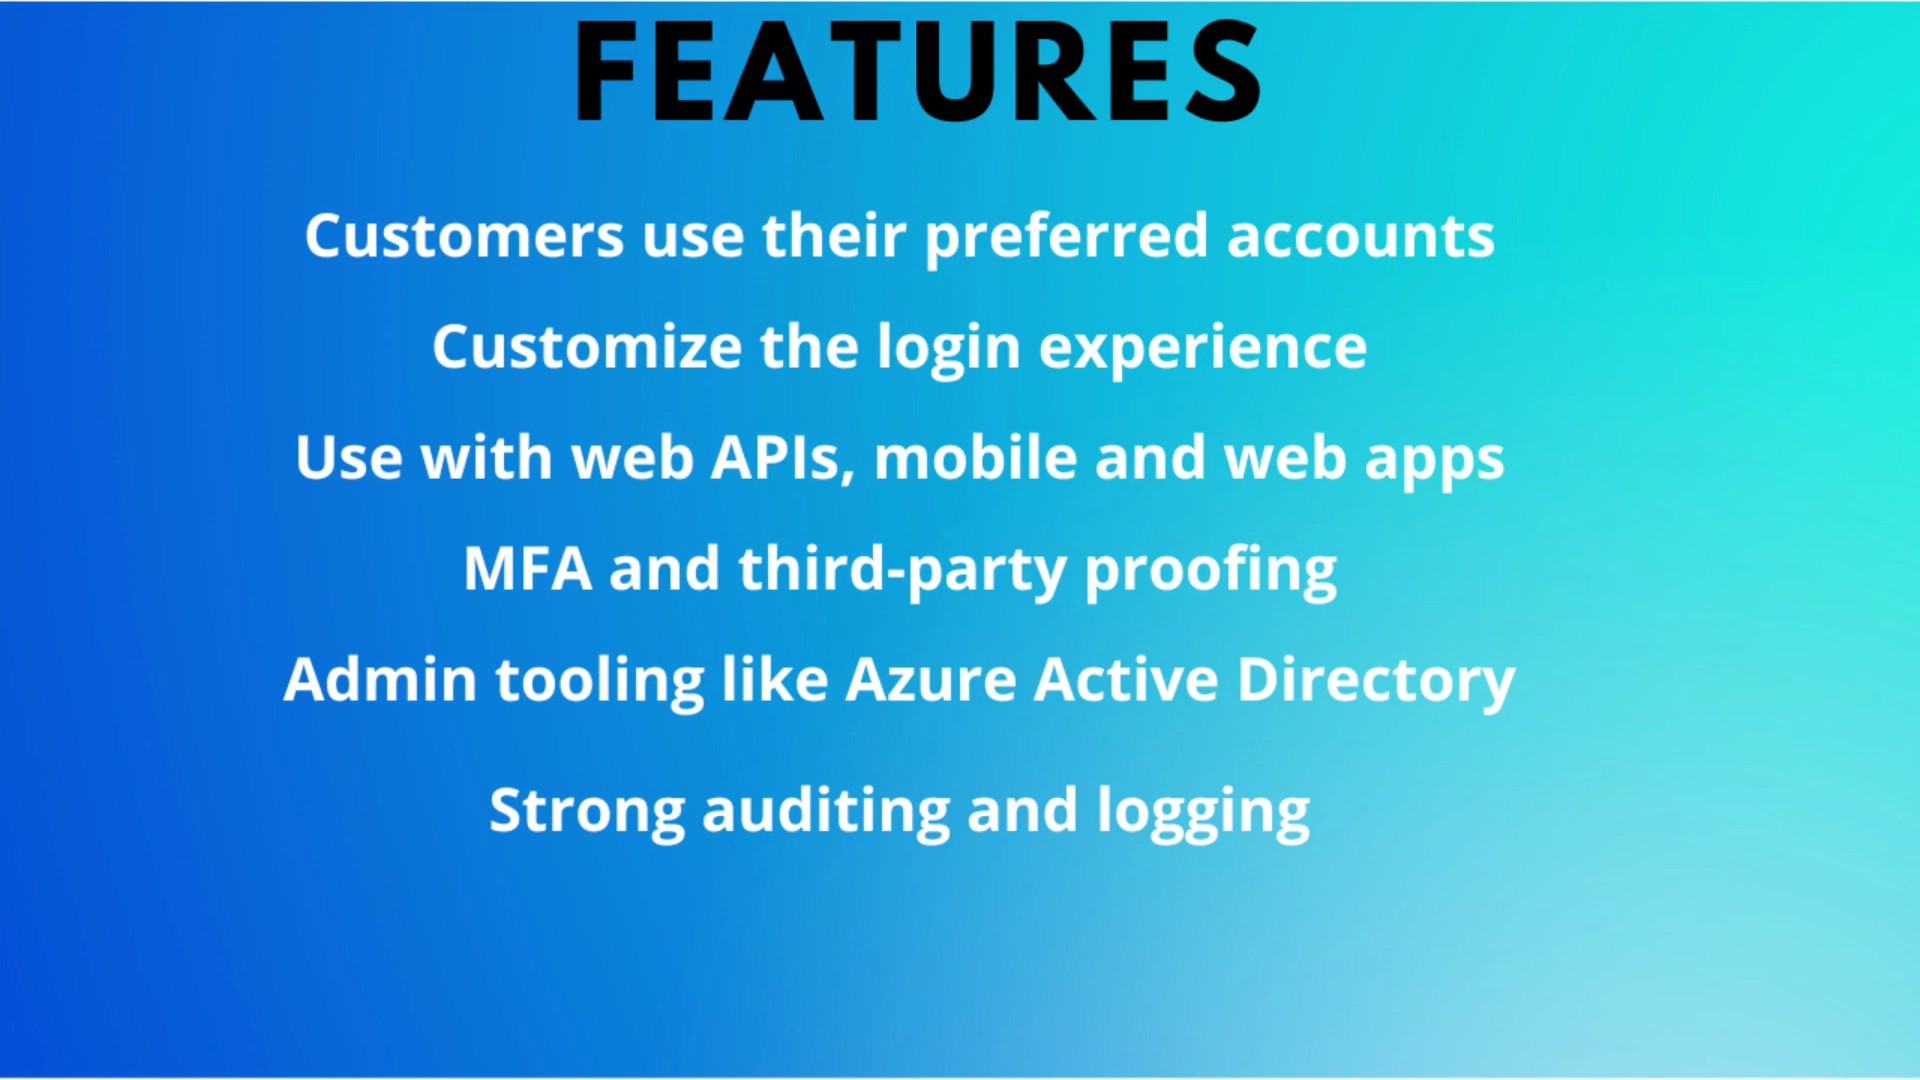 FEATURES
Customers use their preferred accounts
Customize the login experience
Use with web APIs, mobile and web apps
MFA and third-party proofing
Admin tooling like Azure Active Directory
Strong auditing and logging